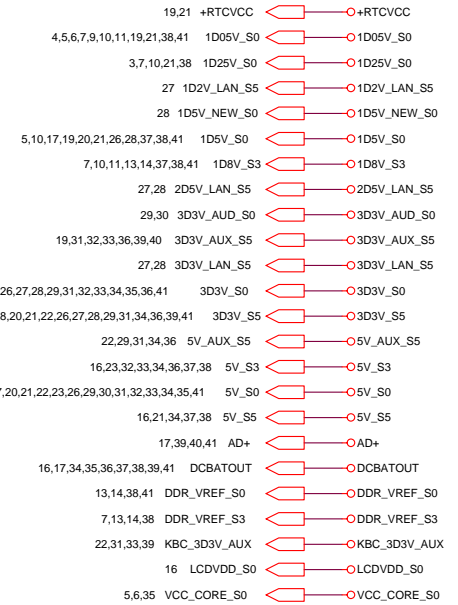 19,21 +RTCVCC +RTCVCC
4,5,6,7,9,10,11,19,21,38,41 1D05V_S0 1D05V_S0
3,7,10,21,38 1D25V_S0 1D25V_S0
27 1D2V_LAN_S5 1D2V_LAN_S5
28 1D5V_NEW_S0 1D5V_NEW_S0
5,10,17,19,20,21,26,28,37,38,41 1D5V_S0 1D5V_S0
7,10,11,13,14,37,38,41 1D8V_S3 1D8V_S3
27,28 2D5V_LAN_S5 2D5V_LAN_S5
29,30 3D3V_AUD_S0 3D3V_AUD_S0
19,31,32,33,36,39,40 3D3V_AUX_S5 3D3V_AUX_S5
27,28 3D3V_LAN_S5 3D3V_LAN_S5
26,27,28,29,31,32,33,34,35,36,41 3D3V_S0 3D3V_S0
8,20,21,22,26,27,28,29,31,34,36,39,41 3D3V_S5 3D3V_S5
22,29,31,34,36 5V_AUX_S5 5V_AUX_S5
16,23,32,33,34,36,37,38 5V_S3 5V_S3
,20,21,22,23,26,29,30,31,32,33,34,35,41 5V_S0 5V_S0
16,21,34,37,38 5V_S5 5V_S5
17,39,40,41 AD+ AD+
16,17,34,35,36,37,38,39,41 DCBATOUT DCBATOUT
13,14,38,41 DDR_VREF_S0 DDR_VREF_S0
7,13,14,38 DDR_VREF_S3 DDR_VREF_S3
22,31,33,39 KBC_3D3V_AUX KBC_3D3V_AUX
16 LCDVDD_S0 LCDVDD_S0
5,6,35 VCC_CORE_S0 VCC_CORE_S0